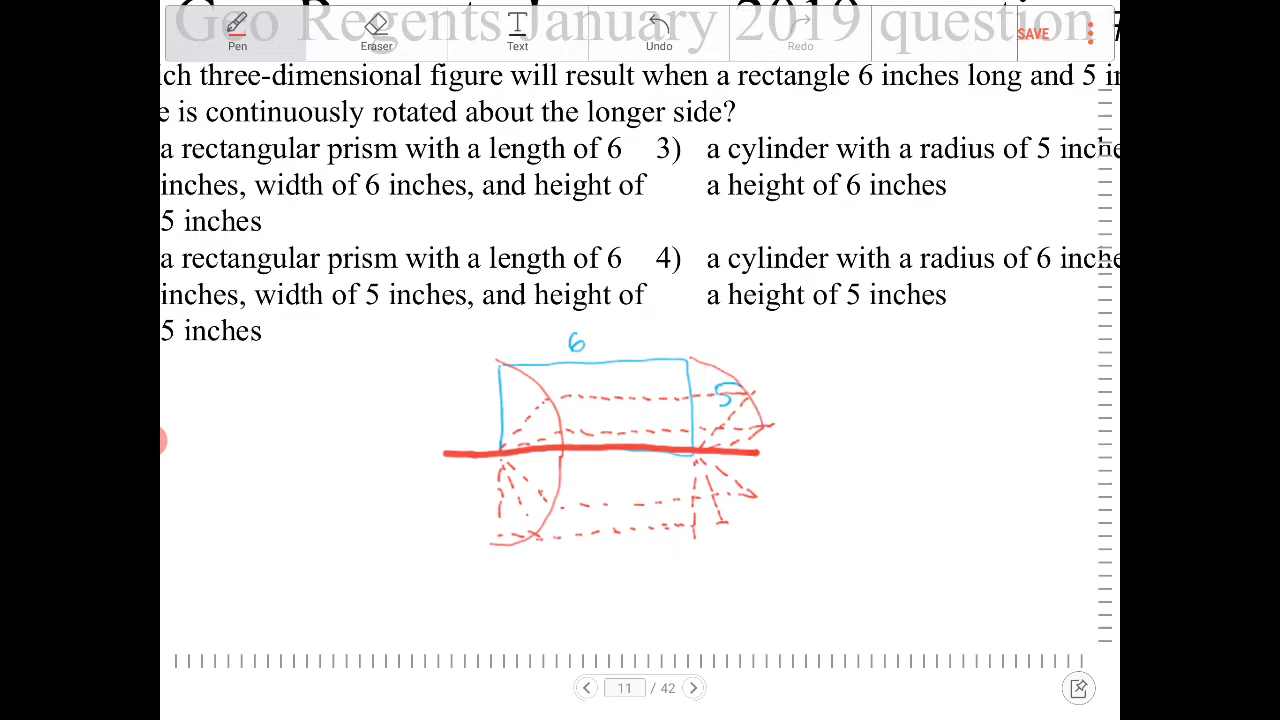 Geo Regents January 2019 question #
Pen
Eraser
Text
Undo
Redo
SAVE
ich three-dimensional figure will result when a rectangle 6 inches long and 5 in
e is continuously rotated about the longer side?
a rectangular prism with a length of 6
inches, width of 6 inches, and height of
5 inches
3) a cylinder with a radius of 5 inche
a height of 6 inches
a rectangular prism with a length of 6
inches, width of 5 inches, and height of
5 inches
4) a cylinder with a radius of 6 inche
a height of 5 inches
6
5
11 / 42